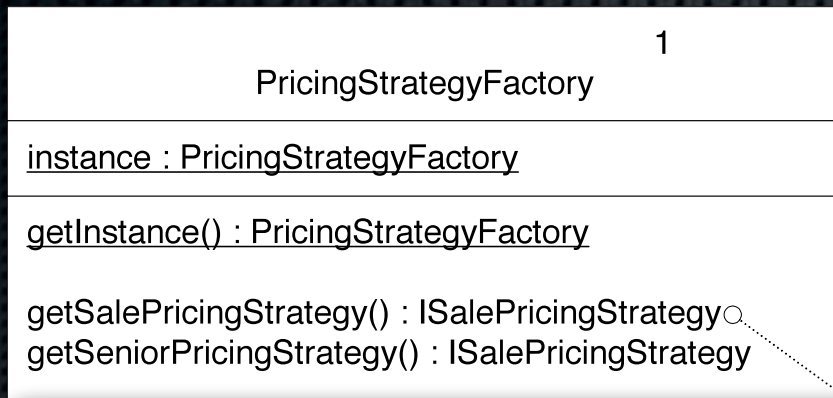 1
PricingStrategyFactory
instance : PricingStrategyFactory
getInstance() : PricingStrategyFactory
getSalePricingStrategy() : ISalePricingStrategy
getSeniorPricingStrategy() : ISalePricingStrategy